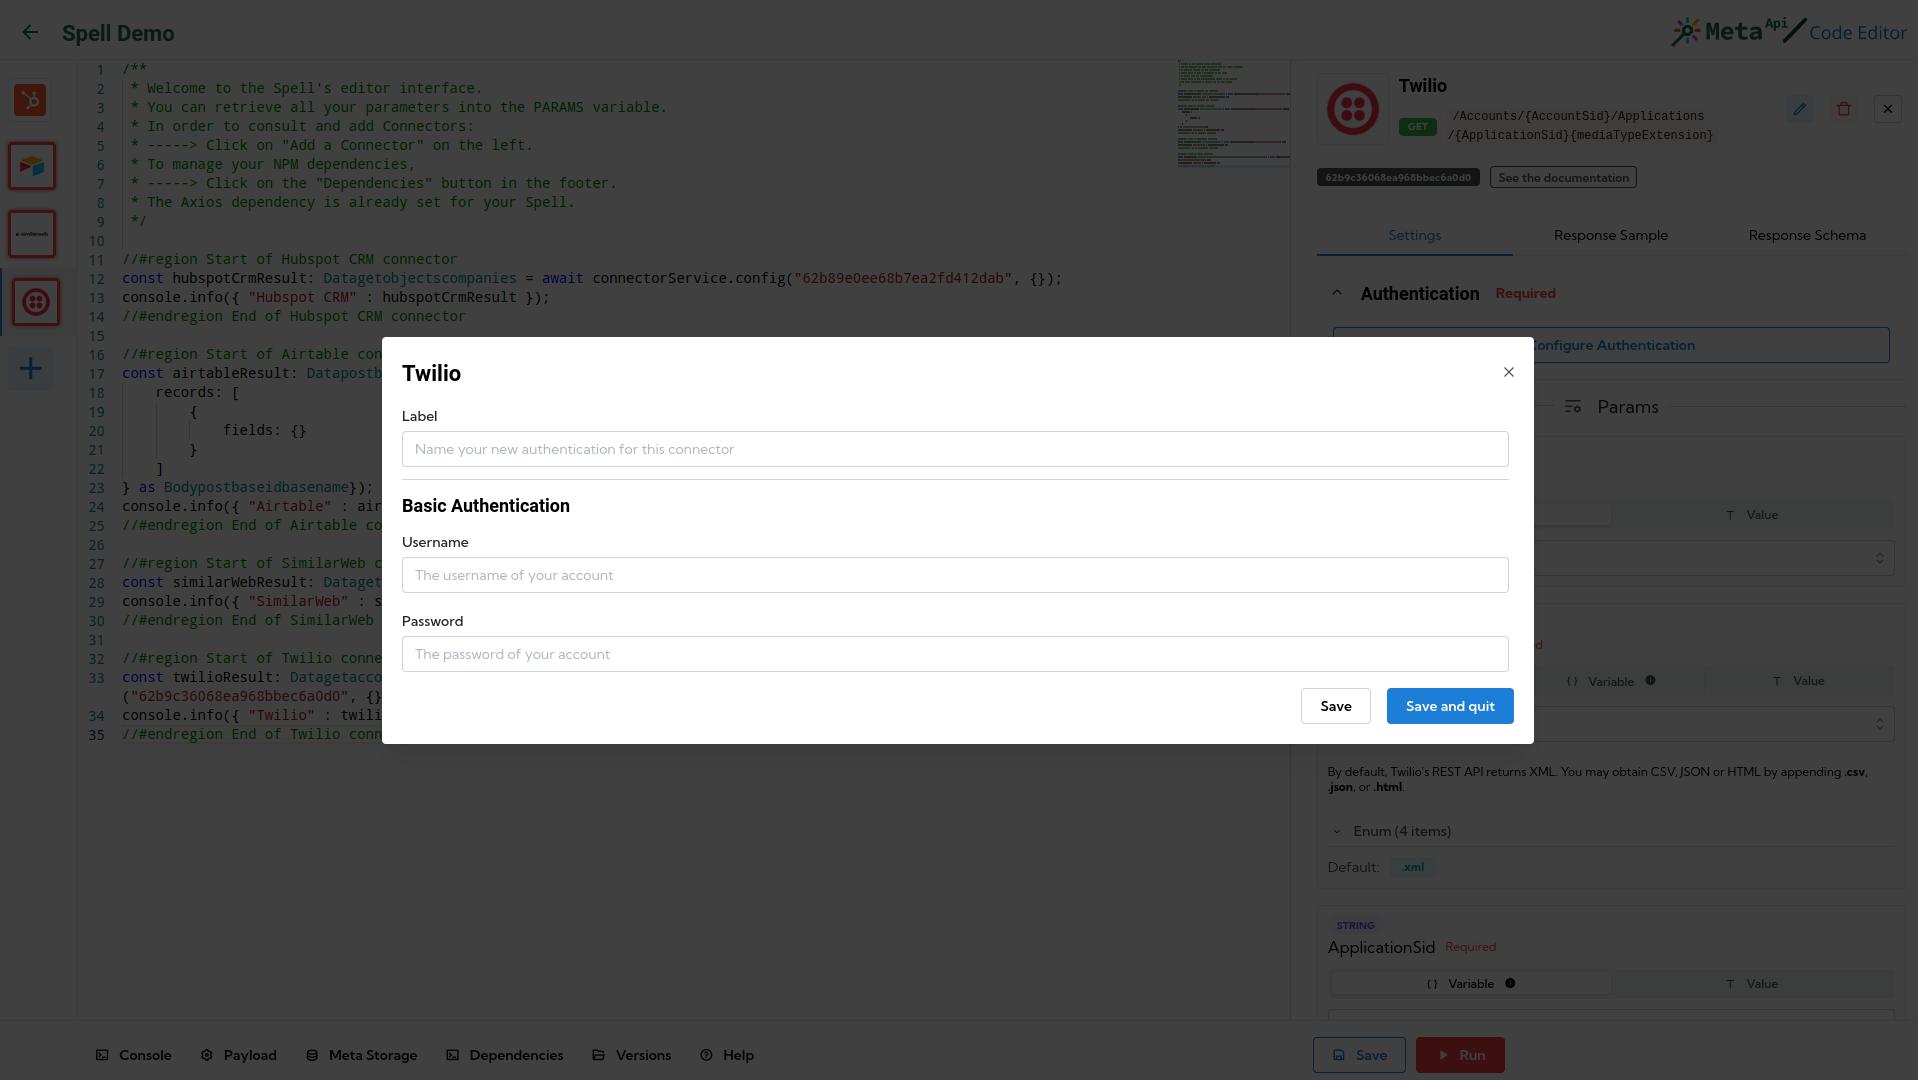 Spell Demo
Meta Api Code Editor
1 /**
2 * Welcome to the Spell's editor interface.
3 * You can retrieve all your parameters into the PARAMS variable.
4 * In order to consult and add Connectors:
5 * -----> Click on "Add a Connector" on the left.
6 * To manage your NPM dependencies,
7 * -----> Click on the "Dependencies" button in the footer.
8 * The Axios dependency is already set for your Spell.
9 */
10
11 //#region Start of Hubspot CRM connector
12 const hubspotCrmResult: Datagetobjectscompanies = await connectorService.config("62b89e0ee68b7ea2fd412dab", {});
13 console.info({ "Hubspot CRM" : hubspotCrmResult });
14 //#endregion End of Hubspot CRM connector
15
16 //#region Start of Airtable con
17 const airtableResult: Datapostb
18 records: [
19 {
20 fields: {}
21 }
22 ]
23 } as Bodypostbaseidbasename});
24 console.info({ "Airtable" : air
25 //#endregion End of Airtable co
26
27 //#region Start of SimilarWeb c
28 const similarWebResult: Dataget
29 console.info({ "SimilarWeb" : s
30 //#endregion End of SimilarWeb
31
32 //#region Start of Twilio conne
33 const twilioResult: Datagetacco
("62b9c36068ea968bbec6a0d0", {}
34 console.info({ "Twilio" : twili
35 //#endregion End of Twilio conn
Twilio
Label
Name your new authentication for this connector
Basic Authentication
Username
The username of your account
Password
The password of your account
Save
Save and quit
Twilio
GET /Accounts/{AccountSid}/Applications
/{ApplicationSid}{mediaTypeExtension}
62b9c36068ea968bbec6a0d0 See the documentation
Settings Response Sample Response Schema
Authentication Required
onfigure Authentication
Params
T Value
d
{} Variable T Value
By default, Twilio's REST API returns XML. You may obtain CSV, JSON or HTML by appending .csv,
.json, or .html.
Enum (4 items)
Default: .xml
STRING
ApplicationSid Required
{} Variable T Value
Console Payload Meta Storage Dependencies Versions Help
Save Run